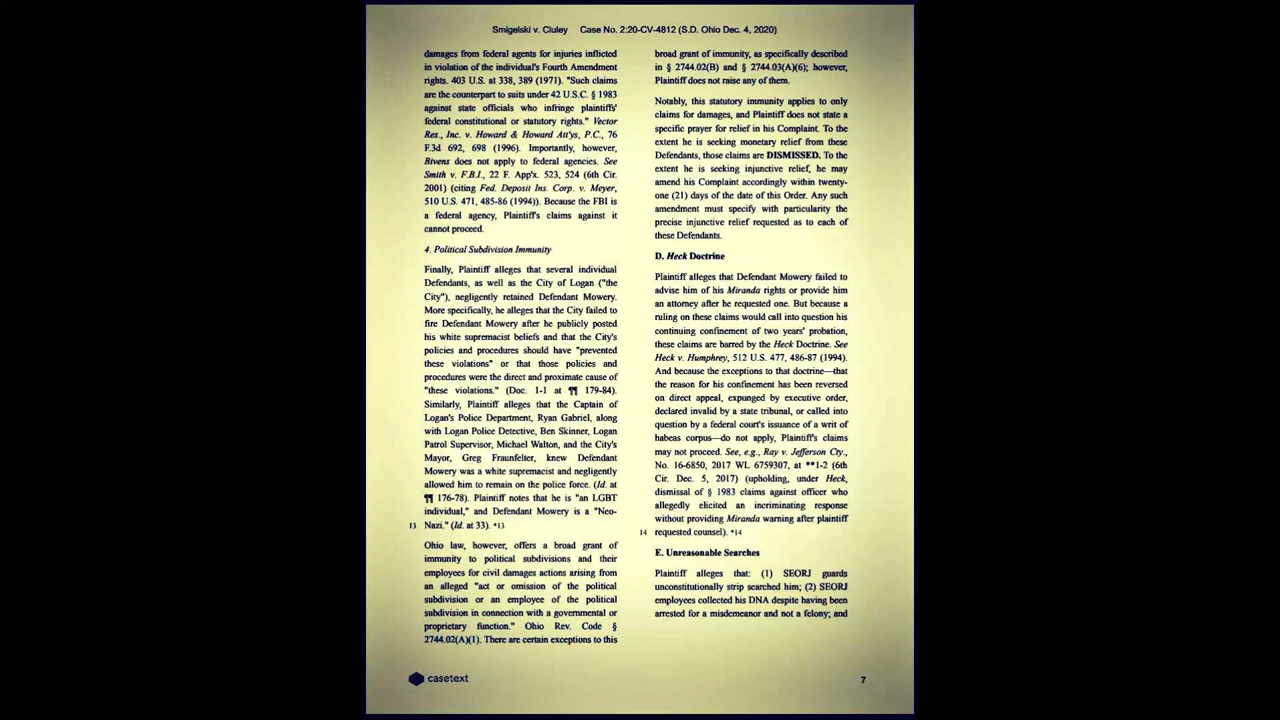 Smigelski v. Cluley Case No. 2:20-CV-4812 (S.D. Ohio Dec. 4, 2020)
damages from federal agents for injuries inflicted
in violation of the individual's Fourth Amendment
rights. 403 U.S. at 338, 389 (1971). "Such claims
are the counterpart to suits under 42 U.S.C. § 1983
against state officials who infringe plaintiffs'
federal constitutional or statutory rights." Vector
Res., Inc. v. Howard & Howard Att'ys, P.C., 76
F.3d 692, 698 (1996). Importantly, however,
Bivens does not apply to federal agencies. See
Smith v. F.B.I., 22 F. App'x. 523, 524 (6th Cir.
2001) (citing Fed. Deposit Ins. Corp. v. Meyer,
510 U.S. 471, 485-86 (1994)). Because the FBI is
a federal agency, Plaintiff's claims against it
cannot proceed.
4. Political Subdivision Immunity
Finally, Plaintiff alleges that several individual
Defendants, as well as the City of Logan ("the
City"), negligently retained Defendant Mowery.
More specifically, he alleges that the City failed to
fire Defendant Mowery after he publicly posted
his white supremacist beliefs and that the City's
policies and procedures should have "prevented
these violations" or that those policies and
procedures were the direct and proximate cause of
"these violations." (Doc. 1-1 at ¶¶ 179-84).
Similarly, Plaintiff alleges that the Captain of
Logan's Police Department, Ryan Gabriel, along
with Logan Police Detective, Ben Skinner, Logan
Patrol Supervisor, Michael Walton, and the City's
Mayor, Greg Fraunfelter, knew Defendant
Mowery was a white supremacist and negligently
allowed him to remain on the police force. (Id. at
¶¶ 176-78). Plaintiff notes that he is "an LGBT
individual," and Defendant Mowery is a "Neo-
13 Nazi." (Id. at 33). *13
Ohio law, however, offers a broad grant of
immunity to political subdivisions and their
employees for civil damages actions arising from
an alleged "act or omission of the political
subdivision or an employee of the political
subdivision in connection with a governmental or
proprietary function." Ohio Rev. Code §
2744.02(A)(1). There are certain exceptions to this
broad grant of immunity, as specifically described
in § 2744.02(B) and § 2744.03(A)(6); however,
Plaintiff does not raise any of them.
Notably, this statutory immunity applies to only
claims for damages, and Plaintiff does not state a
specific prayer for relief in his Complaint. To the
extent he is seeking monetary relief from these
Defendants, those claims are DISMISSED. To the
extent he is seeking injunctive relief, he may
amend his Complaint accordingly within twenty-
one (21) days of the date of this Order. Any such
amendment must specify with particularity the
precise injunctive relief requested as to each of
these Defendants.
D. Heck Doctrine
Plaintiff alleges that Defendant Mowery failed to
advise him of his Miranda rights or provide him
an attorney after he requested one. But because a
ruling on these claims would call into question his
continuing confinement of two years' probation,
these claims are barred by the Heck Doctrine. See
Heck v. Humphrey, 512 U.S. 477, 486-87 (1994).
And because the exceptions to that doctrine—that
the reason for his confinement has been reversed
on direct appeal, expunged by executive order,
declared invalid by a state tribunal, or called into
question by a federal court's issuance of a writ of
habeas corpus—do not apply, Plaintiff's claims
may not proceed. See, e.g., Ray v. Jefferson Cty.,
No. 16-6850, 2017 WL 6759307, at **1-2 (6th
Cir. Dec. 5, 2017) (upholding, under Heck,
dismissal of § 1983 claims against officer who
allegedly elicited an incriminating response
without providing Miranda warning after plaintiff
14 requested counsel). *14
E. Unreasonable Searches
Plaintiff alleges that: (1) SEORJ guards
unconstitutionally strip searched him; (2) SEORJ
employees collected his DNA despite having been
arrested for a misdemeanor and not a felony; and
casetext
7